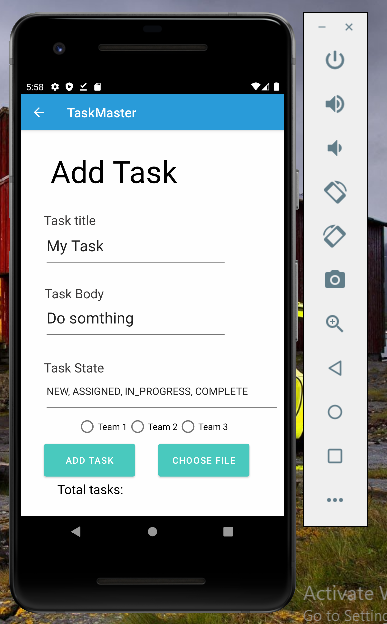 5:58
TaskMaster
Add Task
Task title
My Task
Task Body
Do somthing
Task State
NEW, ASSIGNED, IN_PROGRESS, COMPLETE
Team 1 Team 2 Team 3
ADD TASK CHOOSE FILE
Total tasks:
Activate
Go to Setting